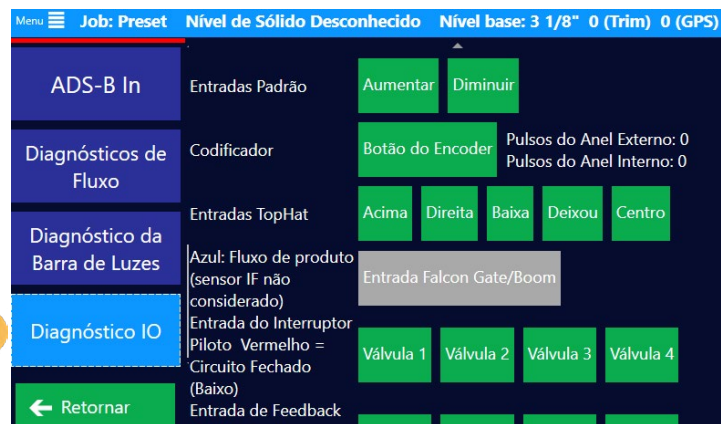 Menu Job: Preset Nível de Sólido Desconhecido Nível base: 3 1/8" 0 (Trim) 0 (GPS)
ADS-B In
Entradas Padrão
Aumentar
Diminuir
Diagnósticos de
Fluxo
Codificador
Botão do Encoder
Pulsos do Anel Externo: 0
Pulsos do Anel Interno: 0
Entradas TopHat
Acima
Direita
Baixa
Deixou
Centro
Diagnóstico da
Barra de Luzes
Azul: Fluxo de produto
(sensor IF não
considerado)
Entrada Falcon Gate/Boom
Diagnóstico IO
Entrada do Interruptor
Piloto Vermelho =
Circuito Fechado
(Baixo)
Válvula 1
Válvula 2
Válvula 3
Válvula 4
Retornar
Entrada de Feedback